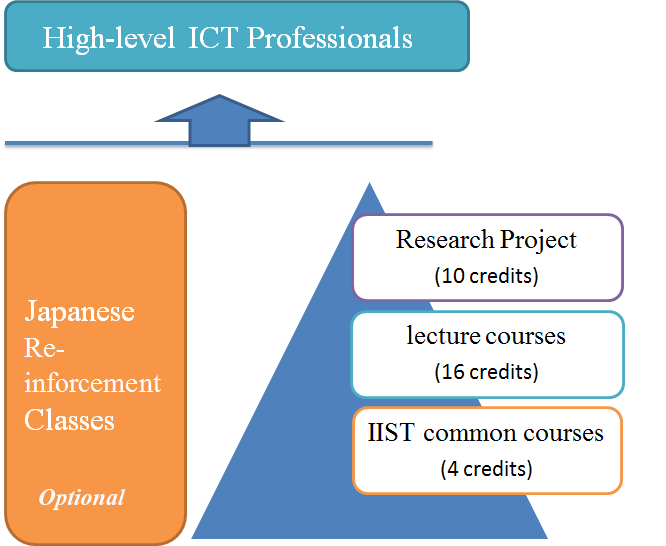 High-level ICT Professionals
Japanese
Re-
inforcement
Classes
Optional
Research Project
(10 credits)
lecture courses
(16 credits)
IIST common courses
(4 credits)